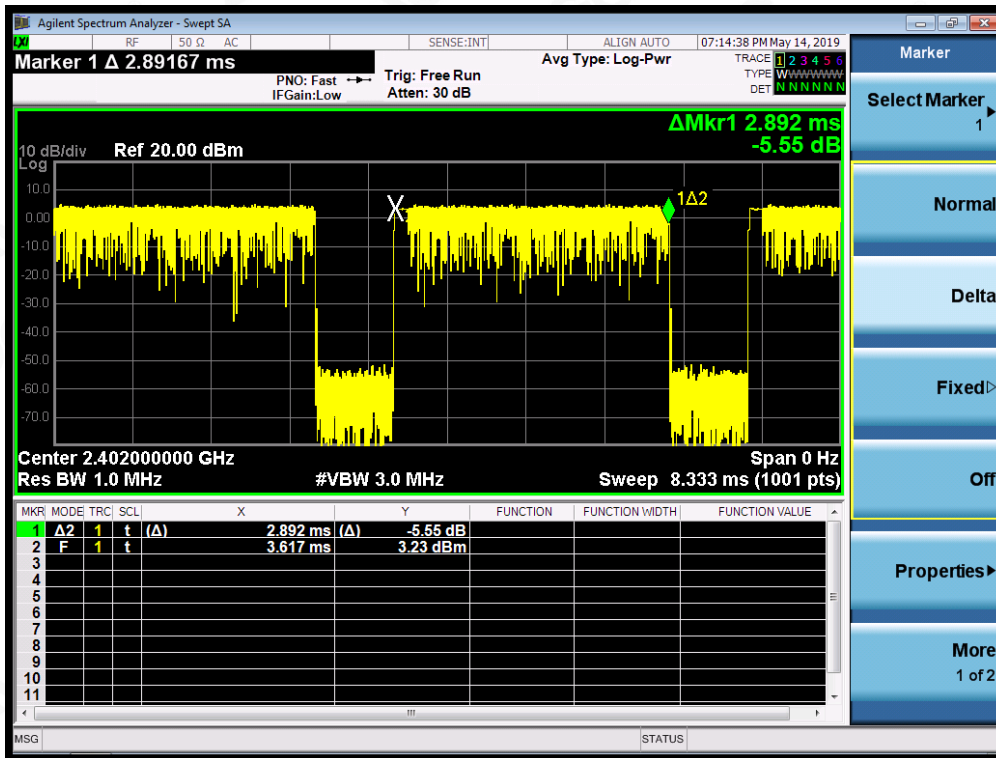 Agilent Spectrum Analyzer - Swept SA
LXI RF 50 Ω AC SENSE:INT ALIGN AUTO 07:14:38 PM May 14, 2019
Marker 1 Δ 2.89167 ms
PNO: Fast
IFGain:Low
Trig: Free Run
Atten: 30 dB
Avg Type: Log-Pwr
TRACE 1 2 3 4 5 6
TYPE WWWWWW
DET N N N N N N
ΔMkr1 2.892 ms
-5.55 dB
10 dB/div Ref 20.00 dBm
Log
10.0
0.00
-10.0
-20.0
-30.0
-40.0
-50.0
-60.0
-70.0
X
1Δ2
Center 2.402000000 GHz Span 0 Hz
Res BW 1.0 MHz #VBW 3.0 MHz Sweep 8.333 ms (1001 pts)
MKR MODE TRC SCL X Y FUNCTION FUNCTION WIDTH FUNCTION VALUE
1 Δ2 1 t (Δ) 2.892 ms (Δ) -5.55 dB
2 F 1 t 3.617 ms 3.23 dBm
3
4
5
6
7
8
9
10
11
MSG STATUS
Marker
Select Marker
1
Normal
Delta
Fixed
Off
Properties
More
1 of 2